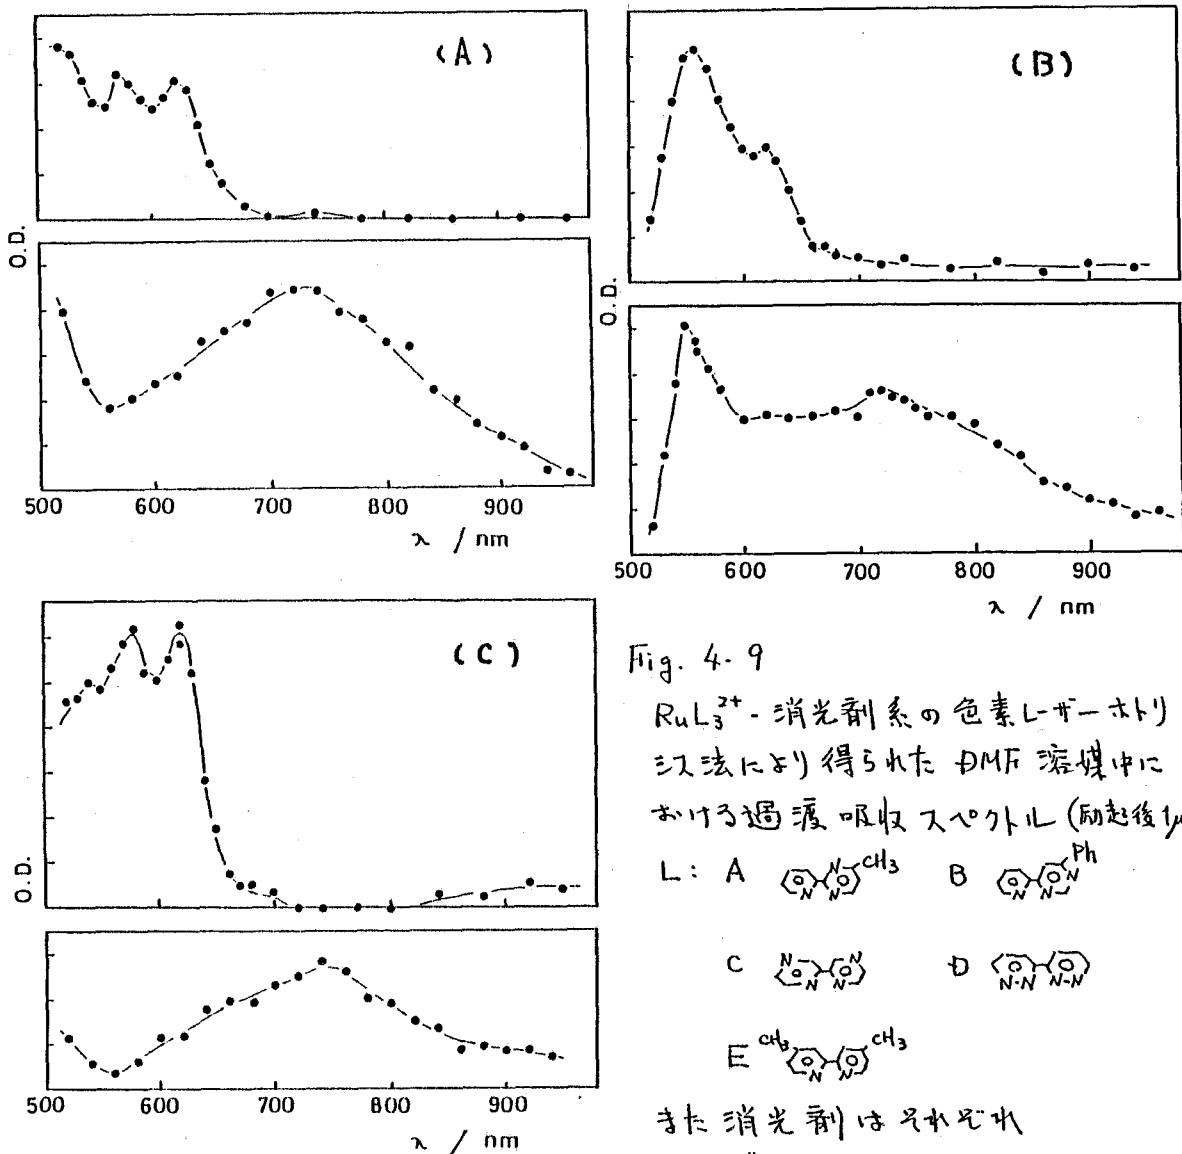 (A)
O.D.
500 600 700 800 900
λ / nm
(B)
O.D.
500 600 700 800 900
λ / nm
(C)
O.D.
500 600 700 800 900
λ / nm
Fig. 4-9
RuL₃²⁺-消光剤系の色素レーザーホトリ
シス法により得られた DMF 溶媒中に
おける過渡吸収スペクトル (励起後1μ
L: A N N N CH3 B N N N Ph
C N N N N D N-N N-N
E CH3 N N CH3
また消光剤はそれぞれ